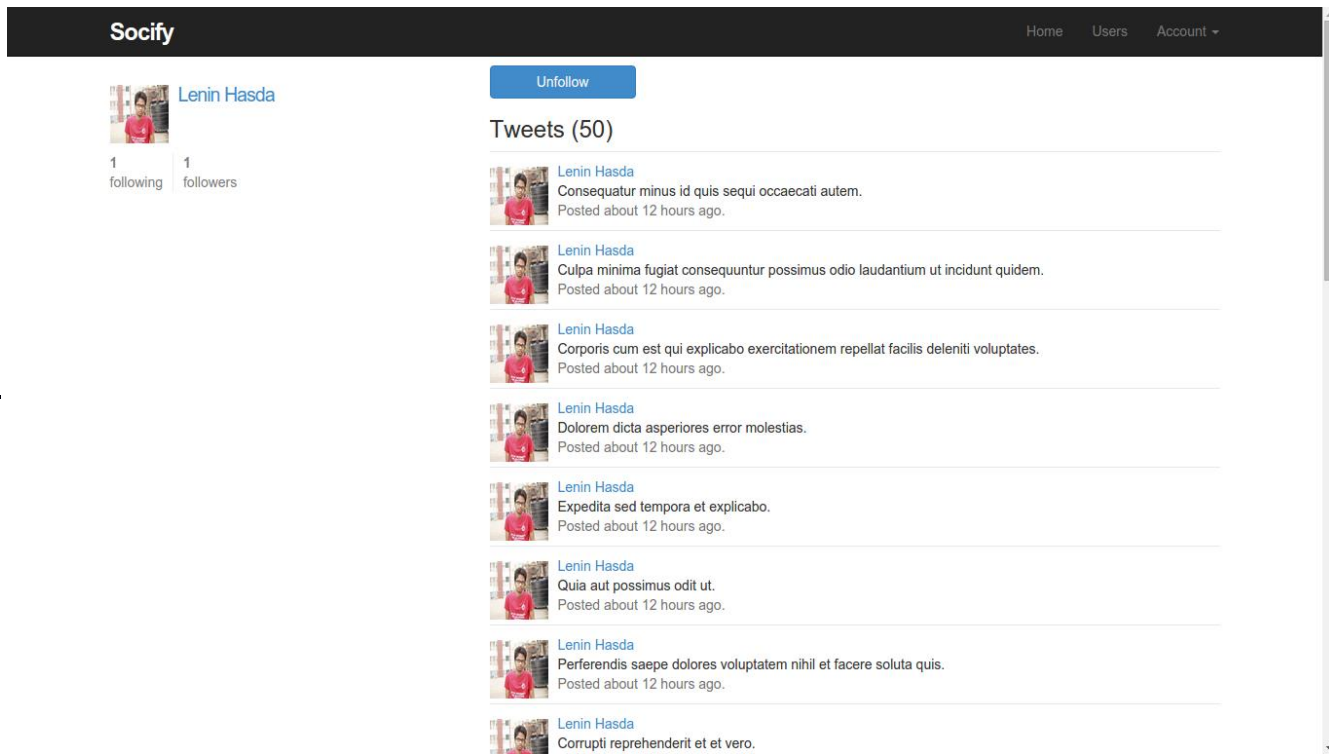 Socify
Home Users Account
Lenin Hasda
1 1
following followers
Unfollow
Tweets (50)
Lenin Hasda
Consequatur minus id quis sequi occaecati autem.
Posted about 12 hours ago.
Lenin Hasda
Culpa minima fugiat consequuntur possimus odio laudantium ut incidunt quidem.
Posted about 12 hours ago.
Lenin Hasda
Corporis cum est qui explicabo exercitationem repellat facilis deleniti voluptates.
Posted about 12 hours ago.
Lenin Hasda
Dolorem dicta asperiores error molestias.
Posted about 12 hours ago.
Lenin Hasda
Expedita sed tempora et explicabo.
Posted about 12 hours ago.
Lenin Hasda
Quia aut possimus odit ut.
Posted about 12 hours ago.
Lenin Hasda
Perferendis saepe dolores voluptatem nihil et facere soluta quis.
Posted about 12 hours ago.
Lenin Hasda
Corrupti reprehenderit et et vero.